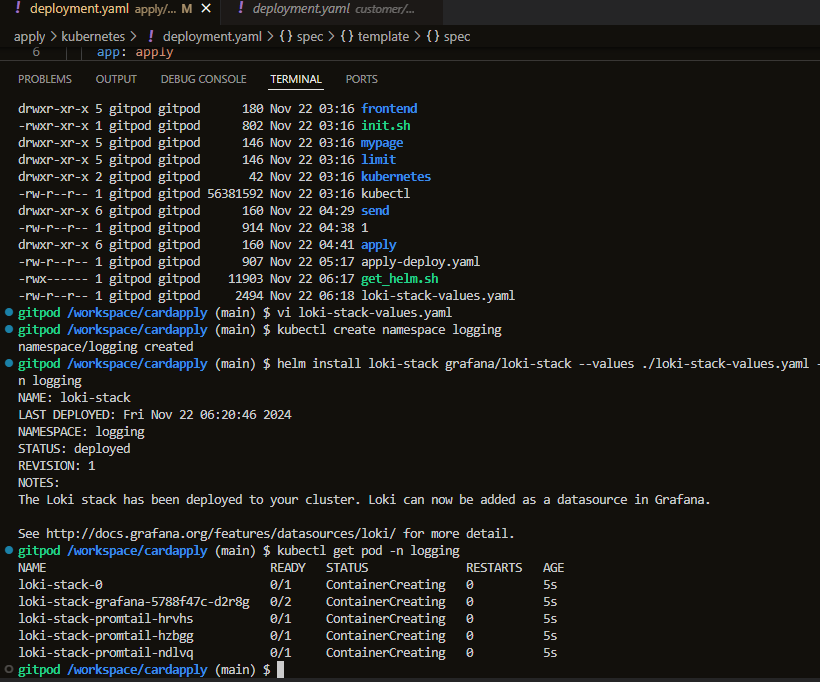 ! deployment.yaml apply/... M ✕ ! deployment.yaml customer/...
apply > kubernetes > ! deployment.yaml > {} spec > {} template > {} spec
6 app: apply
PROBLEMS OUTPUT DEBUG CONSOLE TERMINAL PORTS
drwxr-xr-x 5 gitpod gitpod 180 Nov 22 03:16 frontend
-rwxr-xr-x 1 gitpod gitpod 802 Nov 22 03:16 init.sh
drwxr-xr-x 5 gitpod gitpod 146 Nov 22 03:16 mypage
drwxr-xr-x 5 gitpod gitpod 146 Nov 22 03:16 limit
drwxr-xr-x 2 gitpod gitpod 42 Nov 22 03:16 kubernetes
-rw-r--r-- 1 gitpod gitpod 56381592 Nov 22 03:16 kubectl
drwxr-xr-x 6 gitpod gitpod 160 Nov 22 04:29 send
-rw-r--r-- 1 gitpod gitpod 914 Nov 22 04:38 1
drwxr-xr-x 6 gitpod gitpod 160 Nov 22 04:41 apply
-rw-r--r-- 1 gitpod gitpod 907 Nov 22 05:17 apply-deploy.yaml
-rwx------ 1 gitpod gitpod 11903 Nov 22 06:17 get_helm.sh
-rw-r--r-- 1 gitpod gitpod 2494 Nov 22 06:18 loki-stack-values.yaml
gitpod /workspace/cardapply (main) $ vi loki-stack-values.yaml
gitpod /workspace/cardapply (main) $ kubectl create namespace logging
namespace/logging created
gitpod /workspace/cardapply (main) $ helm install loki-stack grafana/loki-stack --values ./loki-stack-values.yaml -
n logging
NAME: loki-stack
LAST DEPLOYED: Fri Nov 22 06:20:46 2024
NAMESPACE: logging
STATUS: deployed
REVISION: 1
NOTES:
The Loki stack has been deployed to your cluster. Loki can now be added as a datasource in Grafana.
See http://docs.grafana.org/features/datasources/loki/ for more detail.
gitpod /workspace/cardapply (main) $ kubectl get pod -n logging
NAME READY STATUS RESTARTS AGE
loki-stack-0 0/1 ContainerCreating 0 5s
loki-stack-grafana-5788f47c-d2r8g 0/2 ContainerCreating 0 5s
loki-stack-promtail-hrvhs 0/1 ContainerCreating 0 5s
loki-stack-promtail-hzbgg 0/1 ContainerCreating 0 5s
loki-stack-promtail-ndlvq 0/1 ContainerCreating 0 5s
gitpod /workspace/cardapply (main) $